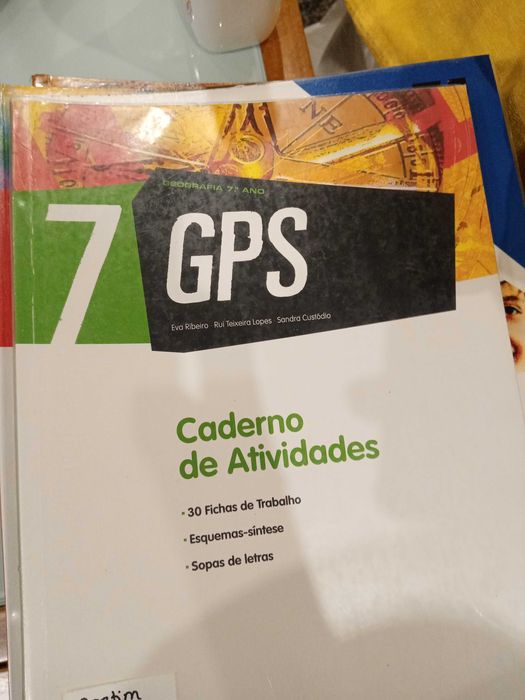 NE
GEOGRAFIA 7.º ANO
7
GPS
Eva Ribeiro · Rui Teixeira Lopes · Sandra Custódio
Caderno
de Atividades
• 30 Fichas de Trabalho
• Esquemas-síntese
• Sopas de letras